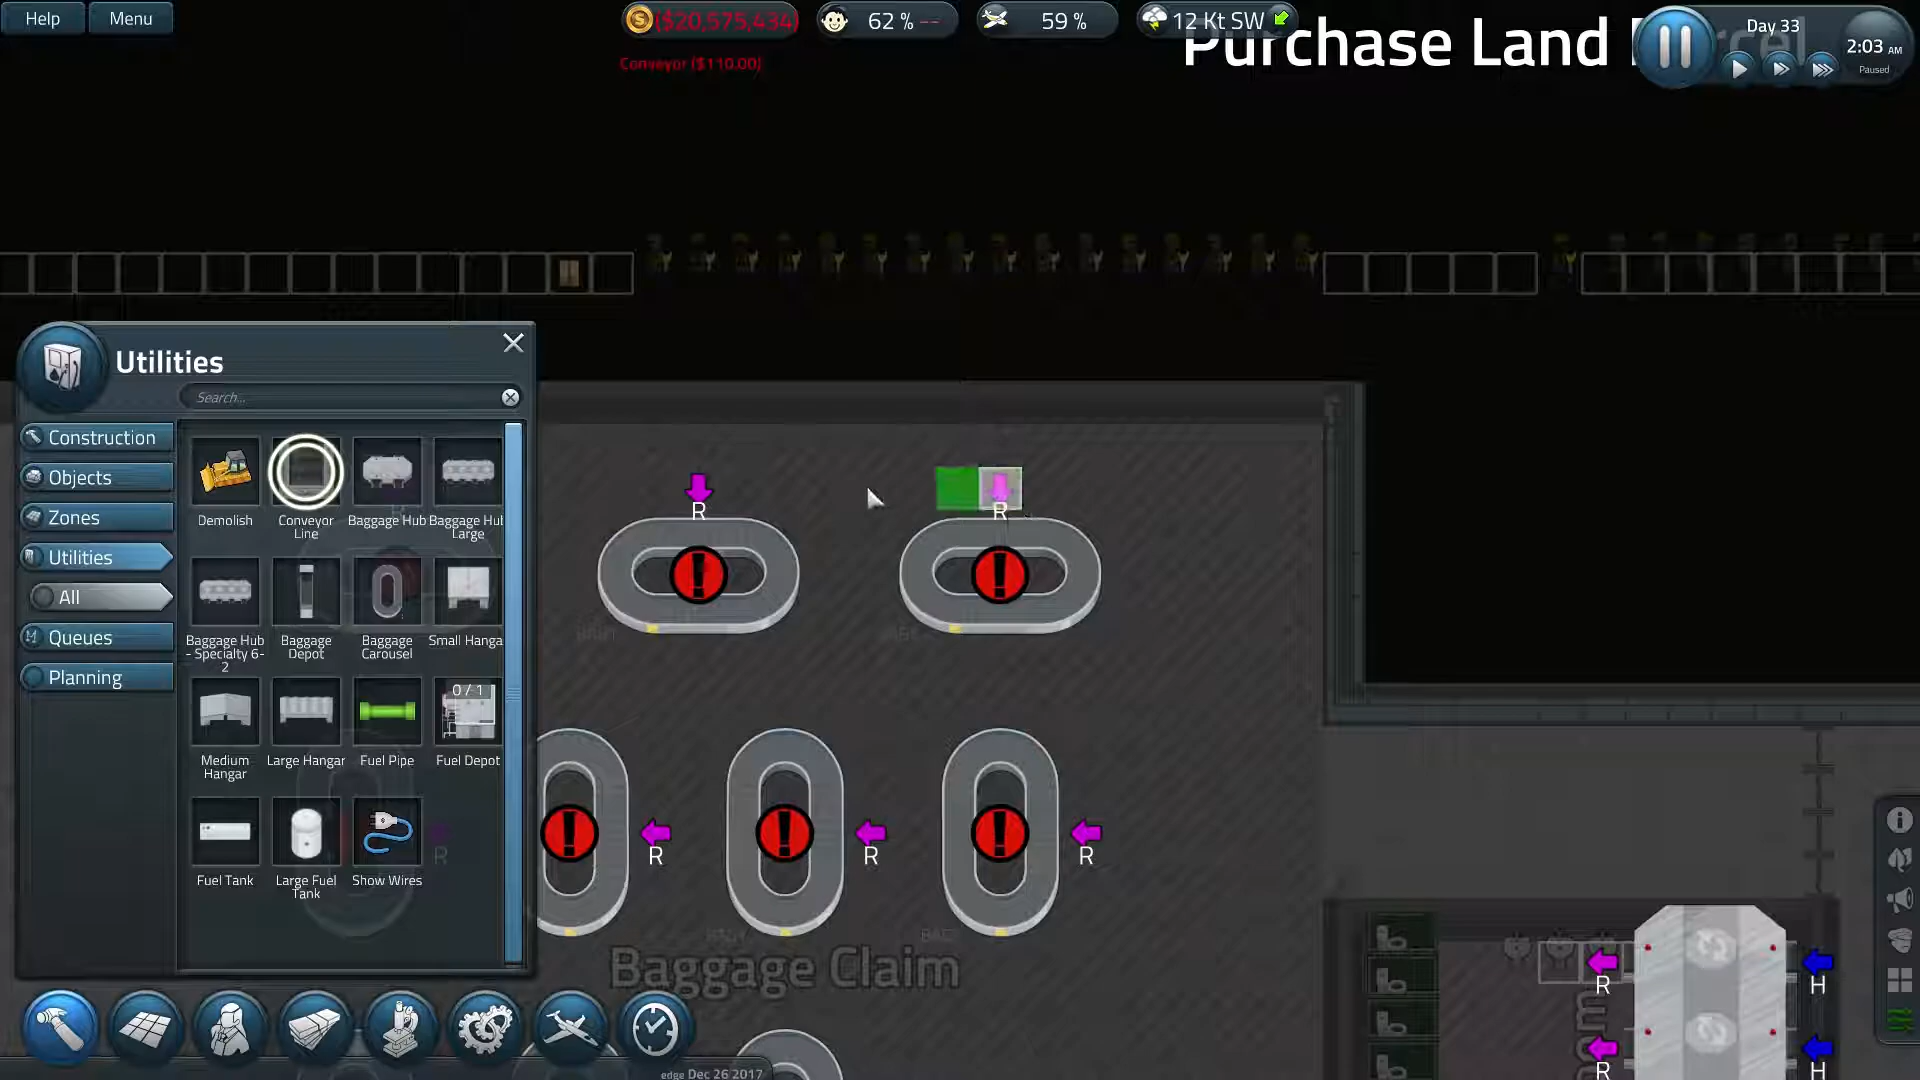 Help
Menu
($20,575,434)
62 % --
59 %
12 Kt SW
Conveyor ($110.00)
Purchase Land
Day 33
2:03 AM
Paused
Utilities
Search...
Construction
Objects
Zones
Utilities
All
Queues
Planning
Demolish
Conveyor Line
Baggage Hub
Baggage Hub Large
Baggage Hub - Specialty 6-2
Baggage Depot
Baggage Carousel
Small Hanga
Medium Hangar
Large Hangar
Fuel Pipe
0 / 1
Fuel Depot
Fuel Tank
Large Fuel Tank
Show Wires
R
R
R
R
R
R
Baggage Claim
R
H
R
H
edge Dec 26 2017